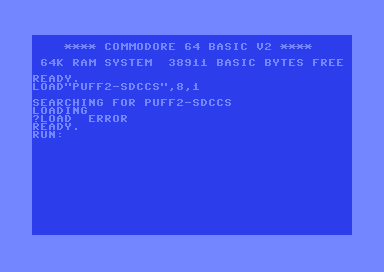 **** COMMODORE 64 BASIC V2 ****
64K RAM SYSTEM  38911 BASIC BYTES FREE
READY.
LOAD"PUFF2-SDCCS",8,1
SEARCHING FOR PUFF2-SDCCS
LOADING
?LOAD  ERROR
READY.
RUN: